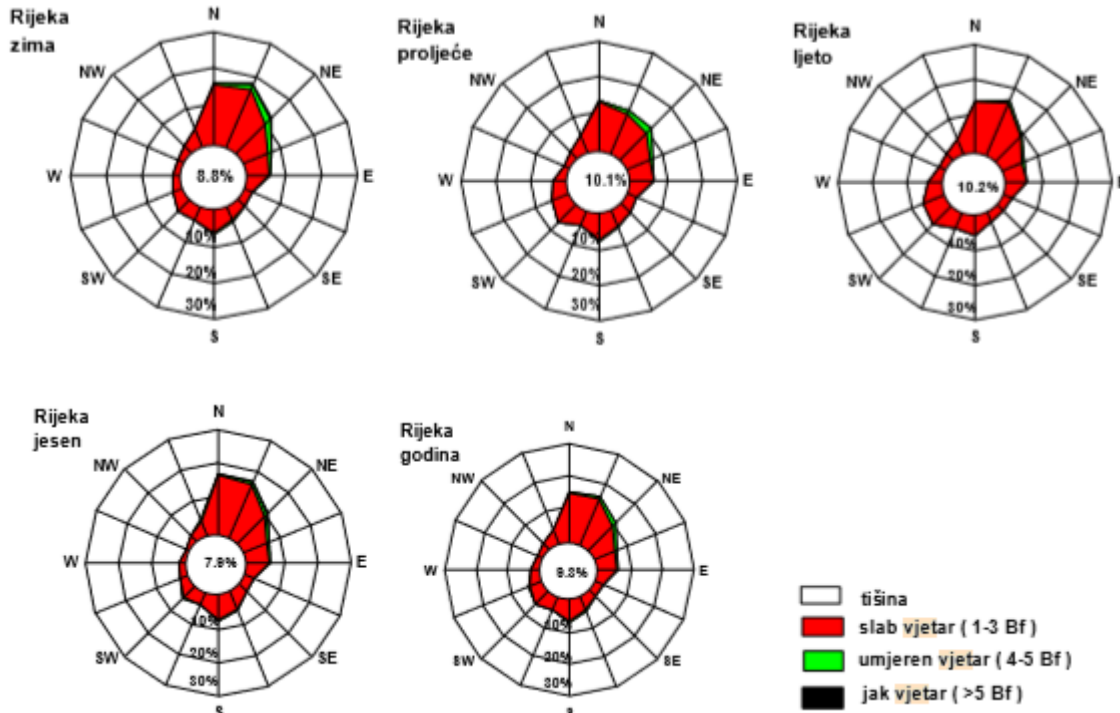 Rijeka
zima
N
NW
NE
W
8.8%
E
10%
SW
20%
SE
30%
S
Rijeka
proljeće
N
NW
NE
W
10.1%
E
10%
SW
20%
SE
30%
S
Rijeka
ljeto
N
NW
NE
W
10.2%
10%
SW
20%
SE
30%
S
Rijeka
jesen
N
NW
NE
W
7.9%
E
10%
SW
20%
SE
30%
S
Rijeka
godina
N
NW
NE
W
9.3%
E
10%
SW
20%
SE
30%
tišina
slab vjetar ( 1-3 Bf )
umjeren vjetar ( 4-5 Bf )
jak vjetar ( >5 Bf )